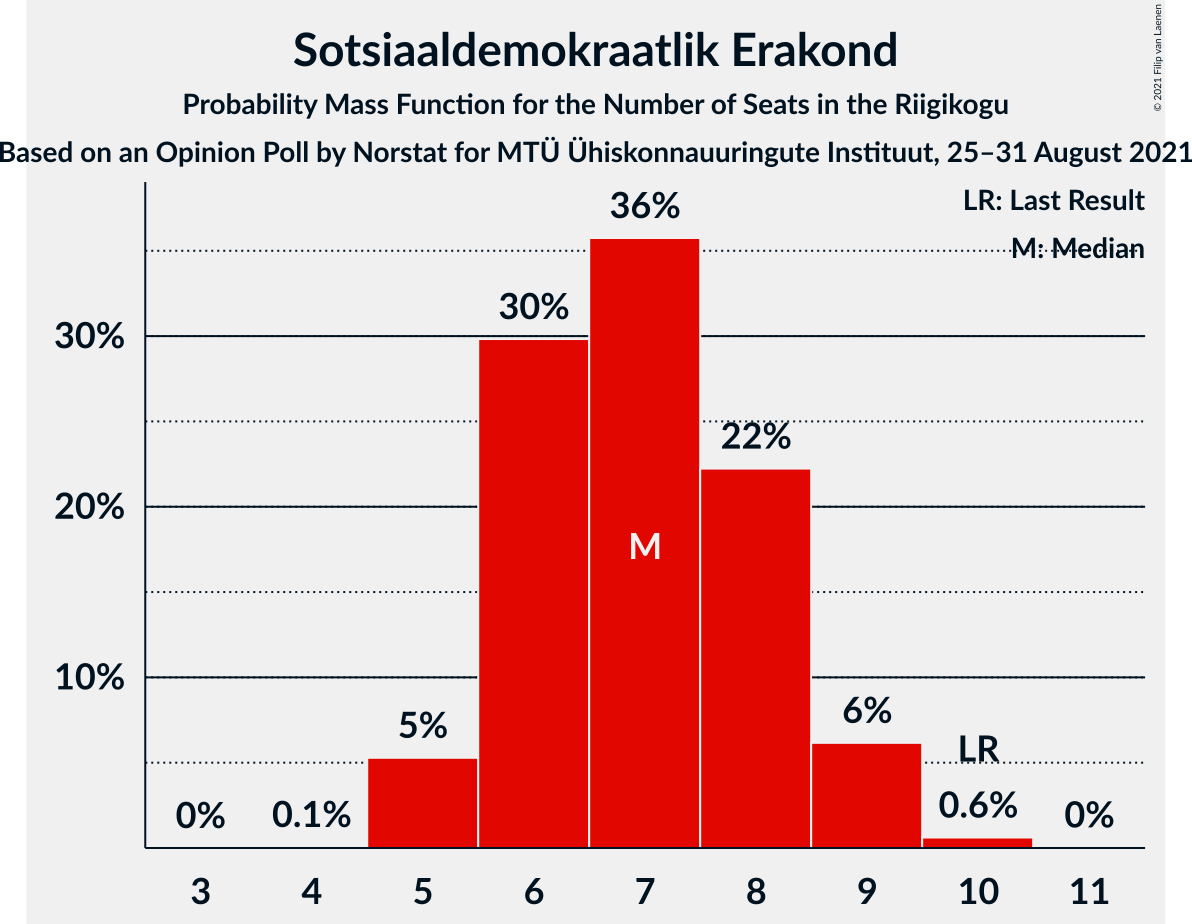 Sotsiaaldemokraatlik Erakond
Probability Mass Function for the Number of Seats in the Riigikogu
Based on an Opinion Poll by Norstat for MTÜ Ühiskonnauuringute Instituut, 25–31 August 2021
© 2021 Filip van Laenen
LR: Last Result
M: Median
36%
30%
30%
22%
20%
M
10%
6%
5%
LR
0.6%
0%
0.1%
0%
3 4 5 6 7 8 9 10 11